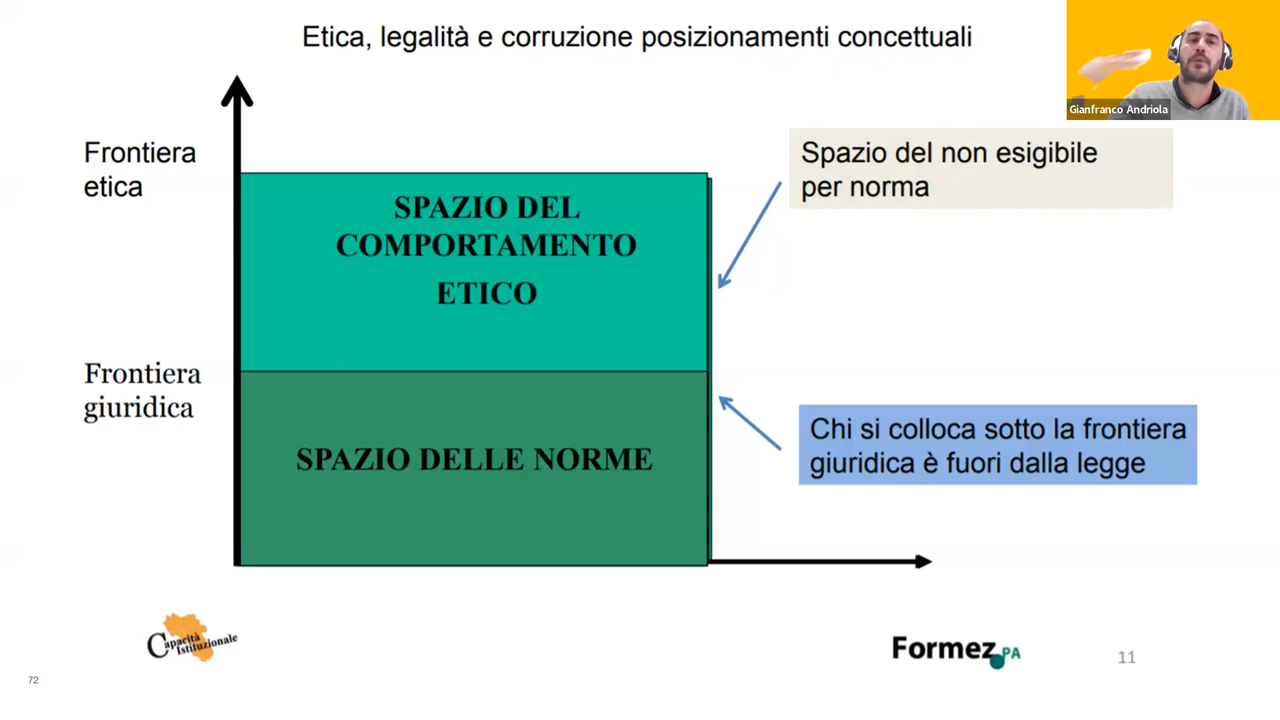 Etica, legalità e corruzione posizionamenti concettuali
Gianfranco Andriola
Frontiera
etica
SPAZIO DEL
COMPORTAMENTO
ETICO
Spazio del non esigibile
per norma
Frontiera
giuridica
SPAZIO DELLE NORME
Chi si colloca sotto la frontiera
giuridica è fuori dalla legge
Capacità
Istituzionale
Formez PA
11
72